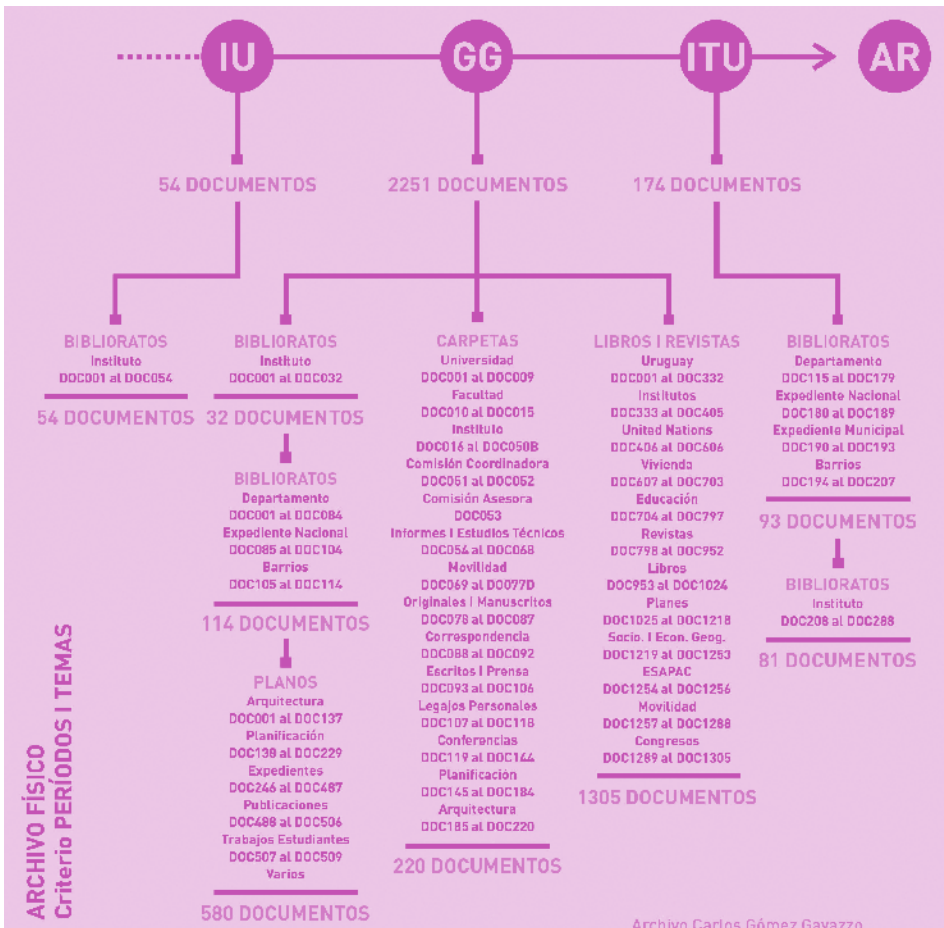 IU
GG
ITU
AR
54 DOCUMENTOS
2251 DOCUMENTOS
174 DOCUMENTOS
BIBLIORATOS
Instituto
DOC001 al DOC054
54 DOCUMENTOS
BIBLIORATOS
Instituto
DOC001 al DOC032
32 DOCUMENTOS
BIBLIORATOS
Departamento
DOC001 al DOC084
Expediente Nacional
DOC085 al DOC104
Barrios
DOC105 al DOC114
114 DOCUMENTOS
PLANOS
Arquitectura
DOC001 al DOC137
Planificación
DOC138 al DOC229
Expedientes
DOC246 al DOC487
Publicaciones
DOC488 al DOC506
Trabajos Estudiantes
DOC507 al DOC509
Varios
580 DOCUMENTOS
CARPETAS
Universidad
DOC001 al DOC009
Facultad
DOC010 al DOC015
Instituto
DOC016 al DOC050B
Comisión Coordinadora
DOC051 al DOC052
Comisión Asesora
DOC053
Informes I Estudios Técnicos
DOC054 al DOC068
Movilidad
DOC069 al DO077D
Originales I Manuscritos
DOC078 al DOC087
Correspondencia
DOC088 al DOC092
Escritos I Prensa
DOC093 al DOC106
Legajos Personales
DOC107 al DOC118
Conferencias
DOC119 al DOC144
Planificación
DOC145 al DOC184
Arquitectura
DOC185 al DOC220
220 DOCUMENTOS
LIBROS I REVISTAS
Uruguay
DOC001 al DOC332
Institutos
DOC333 al DOC405
United Nations
DOC406 al DOC606
Vivienda
DOC607 al DOC703
Educación
DOC704 al DOC797
Revistas
DOC798 al DOC952
Libros
DOC953 al DOC1024
Planes
DOC1025 al DOC1218
Socio. I Econ. Geog.
DOC1219 al DOC1253
ESAPAC
DOC1254 al DOC1256
Movilidad
DOC1257 al DOC1288
Congresos
DOC1289 al DOC1305
1305 DOCUMENTOS
BIBLIORATOS
Departamento
DOC115 al DOC179
Expediente Nacional
DOC180 al DOC189
Expediente Municipal
DOC190 al DOC193
Barrios
DOC194 al DOC207
93 DOCUMENTOS
BIBLIORATOS
Instituto
DOC208 al DOC288
81 DOCUMENTOS
ARCHIVO FÍSICO
Criterio PERÍODOS I TEMAS
Archivo Carlos Gómez Gavazzo